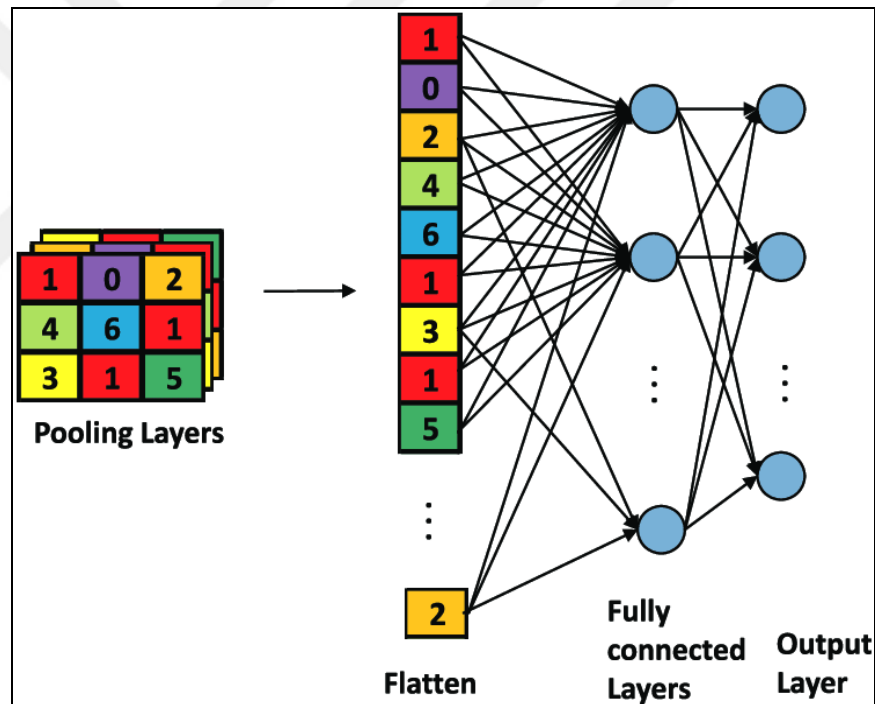 1 0 2
4 6 1
3 1 5
Pooling Layers
1
0
2
4
6
1
3
1
5
⋮
2
Flatten
⋮
Fully
connected
Layers
⋮
Output
Layer